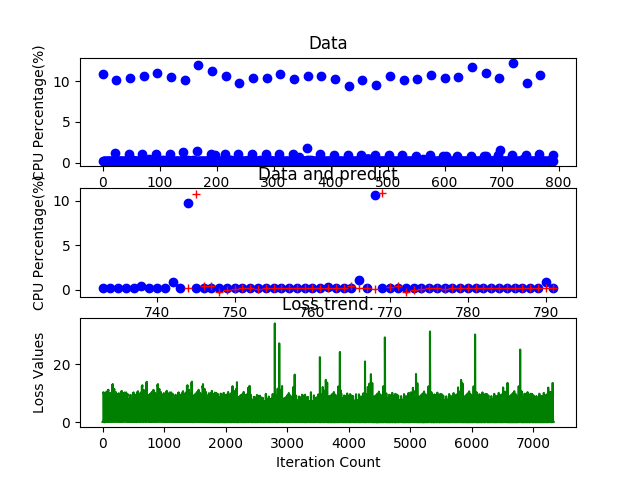 Data
CPU Percentage(%)
10
5
0
0 100 200 300 400 500 600 700 800
Data and predict
CPU Percentage(%)
10
5
0
740 750 760 770 780 790
Loss trend.
Loss Values
20
0
0 1000 2000 3000 4000 5000 6000 7000
Iteration Count